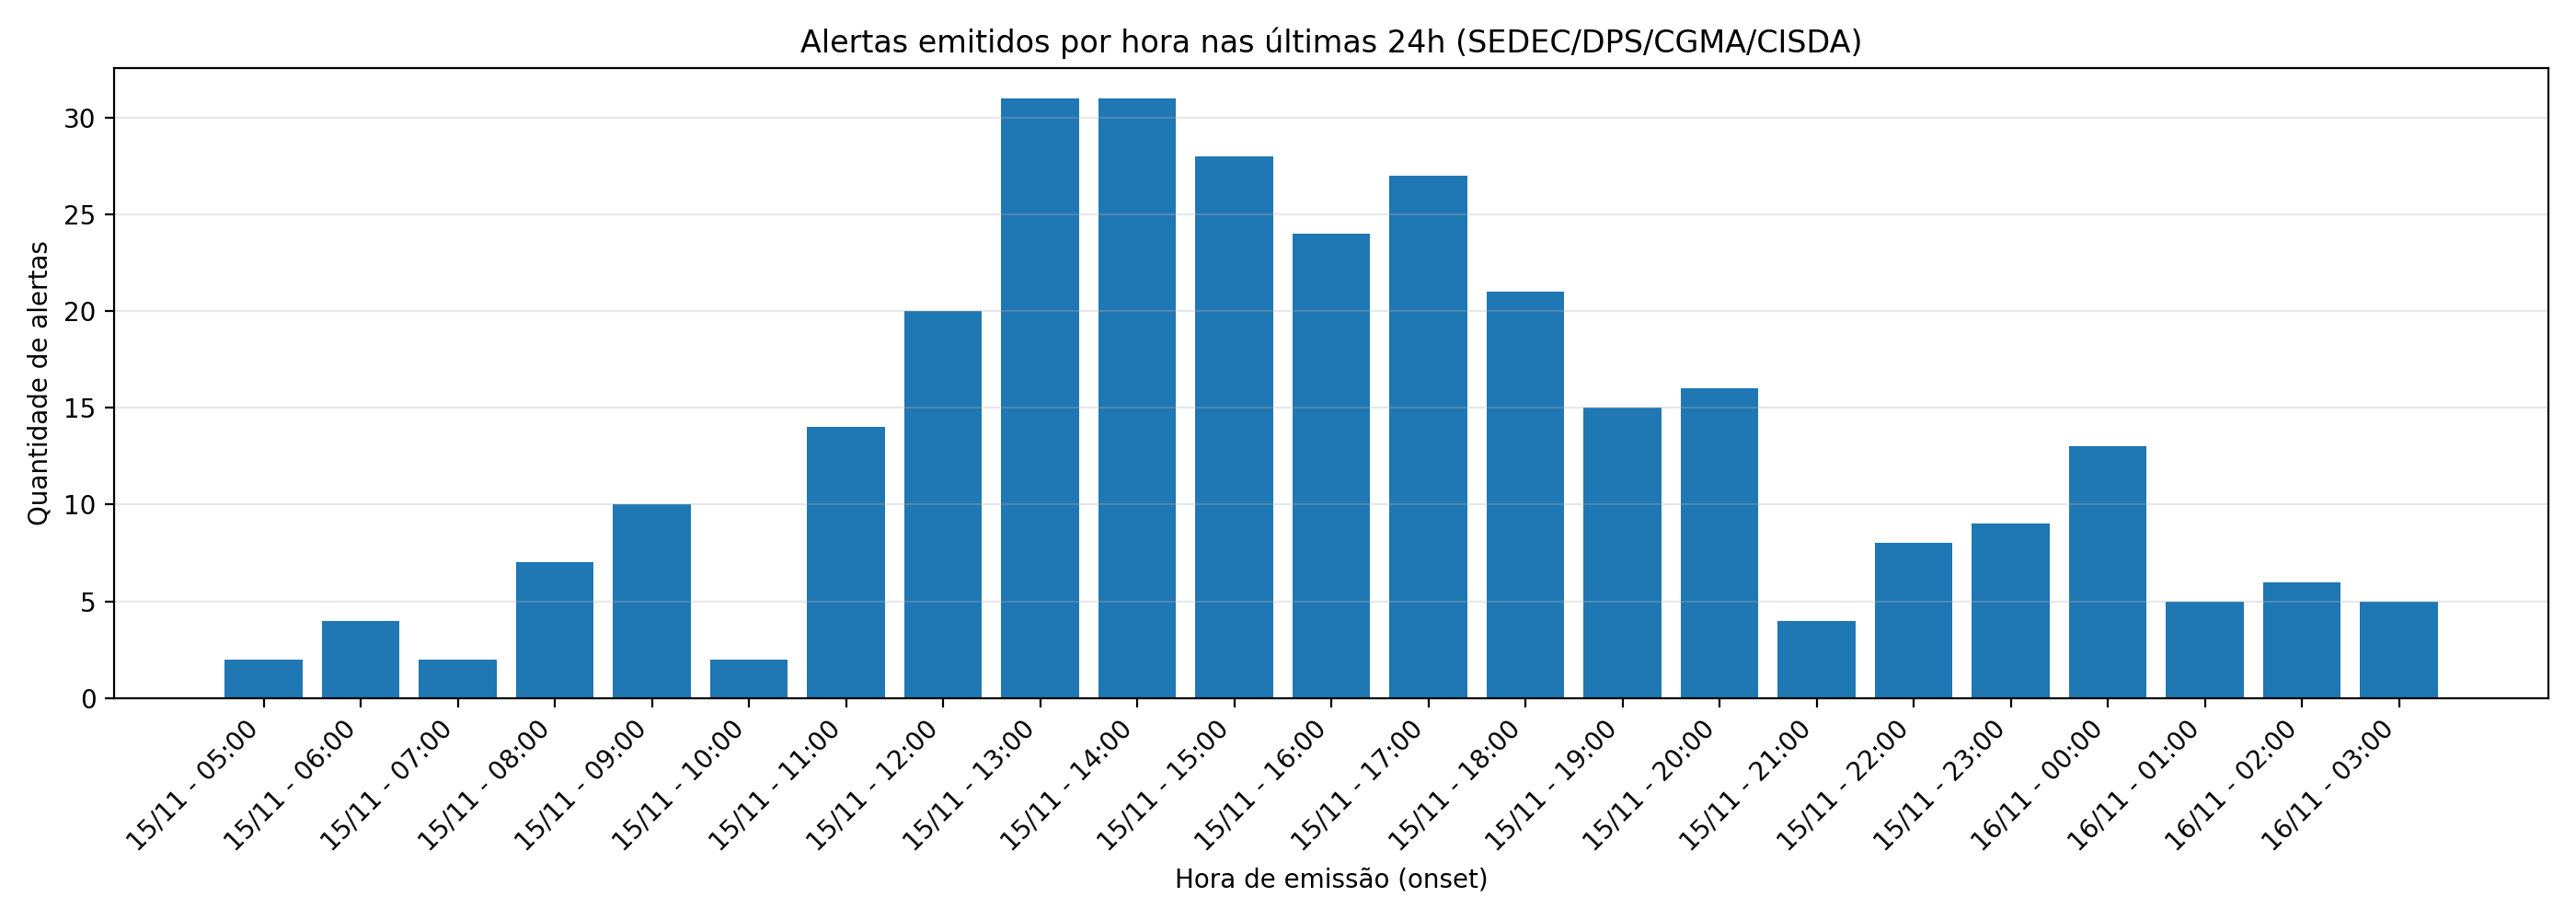 Alertas emitidos por hora nas últimas 24h (SEDEC/DPS/CGMA/CISDA)
Quantidade de alertas
30
25
20
15
10
5
0
15/11 - 05:00
15/11 - 06:00
15/11 - 07:00
15/11 - 08:00
15/11 - 09:00
15/11 - 10:00
15/11 - 11:00
15/11 - 12:00
15/11 - 13:00
15/11 - 14:00
15/11 - 15:00
15/11 - 16:00
15/11 - 17:00
15/11 - 18:00
15/11 - 19:00
15/11 - 20:00
15/11 - 21:00
15/11 - 22:00
15/11 - 23:00
16/11 - 00:00
16/11 - 01:00
16/11 - 02:00
16/11 - 03:00
Hora de emissão (onset)